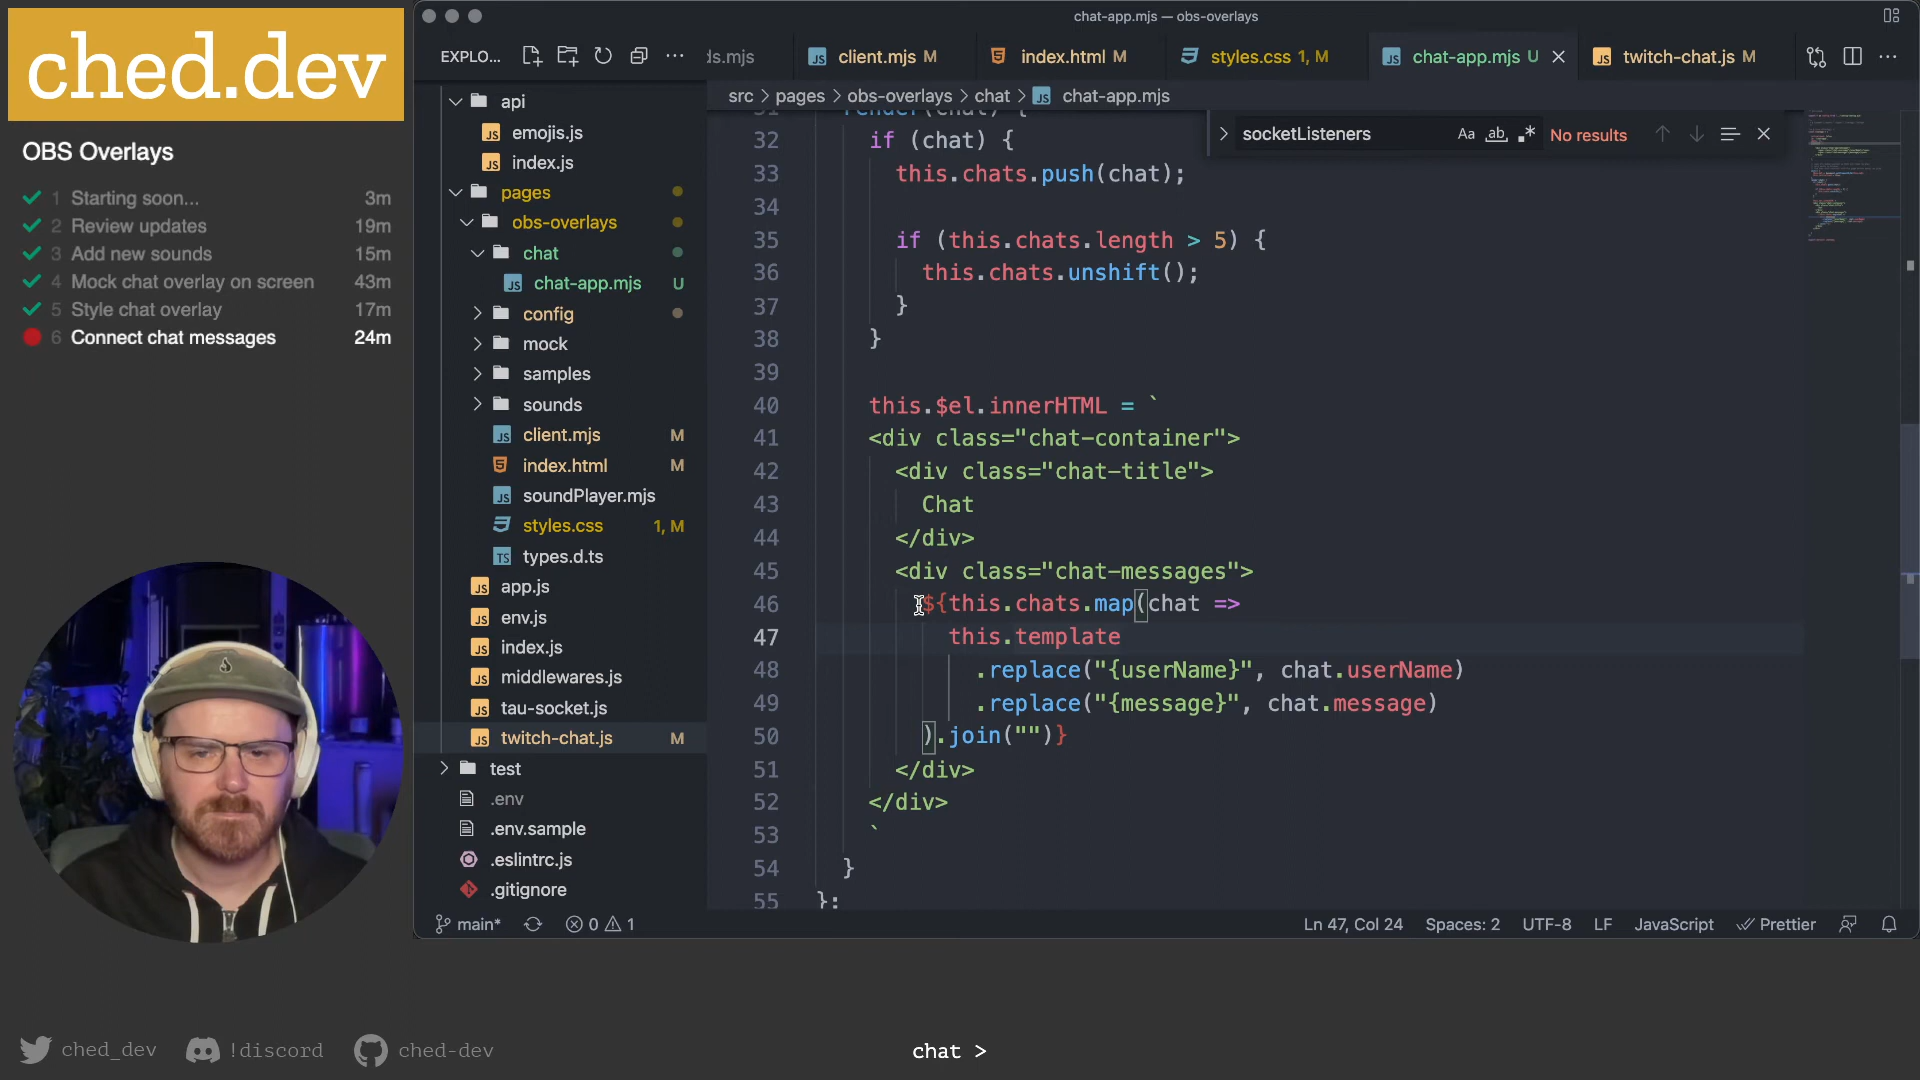 ched.dev
OBS Overlays
1 Starting soon... 3m
2 Review updates 19m
3 Add new sounds 15m
4 Mock chat overlay on screen 43m
5 Style chat overlay 17m
6 Connect chat messages 24m
chat-app.mjs — obs-overlays
EXPLO...
ds.mjs
client.mjs M
index.html M
styles.css 1, M
chat-app.mjs U
twitch-chat.js M
api
emojis.js
index.js
pages
obs-overlays
chat
chat-app.mjs U
config
mock
samples
sounds
client.mjs M
index.html M
soundPlayer.mjs
styles.css 1, M
types.d.ts
app.js
env.js
index.js
middlewares.js
tau-socket.js
twitch-chat.js M
test
.env
.env.sample
.eslintrc.js
.gitignore
src > pages > obs-overlays > chat > chat-app.mjs
socketListeners Aa ab .* No results
31 render(chat) {
32 if (chat) {
33 this.chats.push(chat);
34
35 if (this.chats.length > 5) {
36 this.chats.unshift();
37 }
38 }
39
40 this.$el.innerHTML = `
41 <div class="chat-container">
42 <div class="chat-title">
43 Chat
44 </div>
45 <div class="chat-messages">
46 ${this.chats.map(chat =>
47 this.template
48 .replace("{userName}", chat.userName)
49 .replace("{message}", chat.message)
50 ).join("")}
51 </div>
52 </div>
53 `
54 }
55 };
main* 0 1
Ln 47, Col 24 Spaces: 2 UTF-8 LF JavaScript Prettier
ched_dev !discord ched-dev
chat >